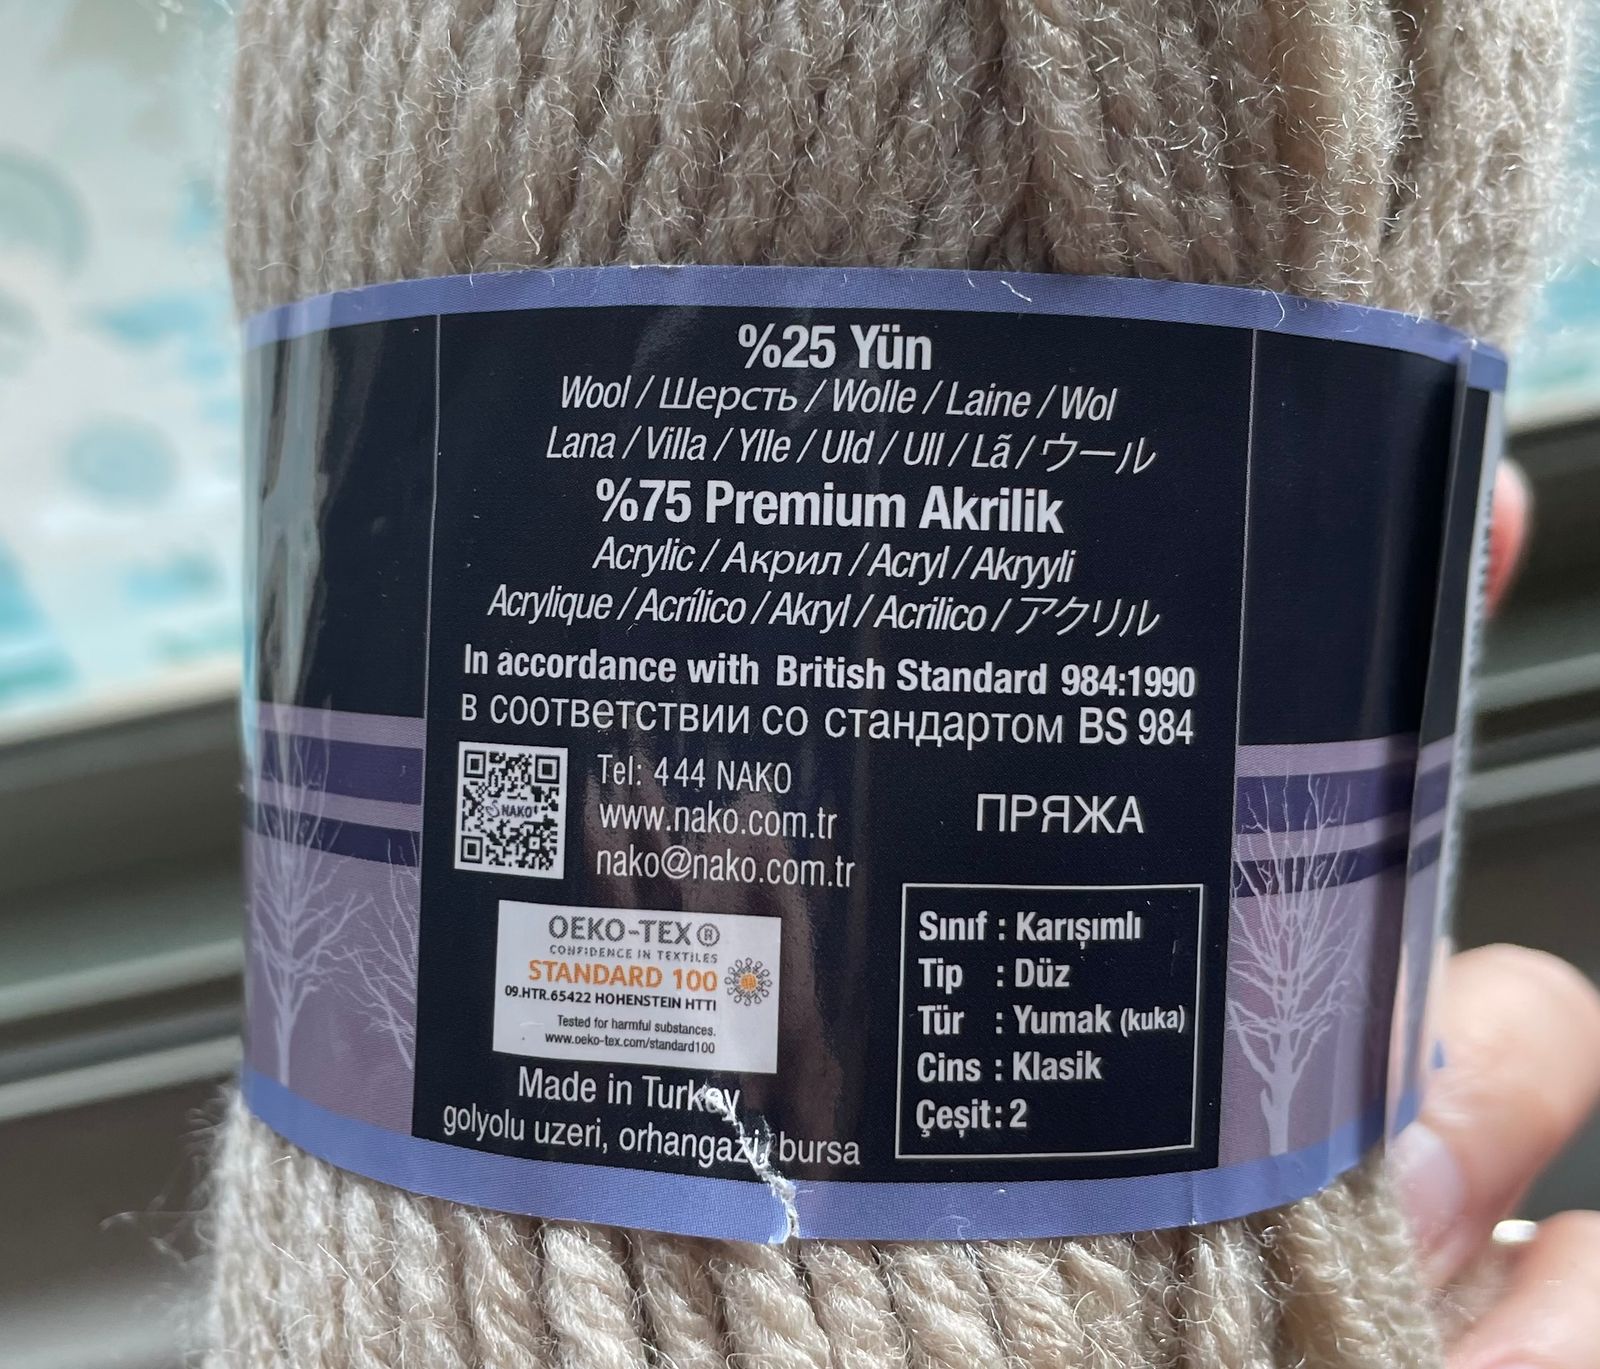 %25 Yün
Wool / Шерсть / Wolle / Laine / Wol
Lana / Villa / Ylle / Uld / Ull / Lã / ウール
%75 Premium Akrilik
Acrylic / Акрил / Acryl / Akryyli
Acrylique / Acrílico / Akryl / Acrilico / アクリル
In accordance with British Standard 984:1990
В СООТВЕТСТВИИ СО СТАНДАРТОМ BS 984
NAKO
Tel: 444 NAKO
www.nako.com.tr
nako@nako.com.tr
ПРЯЖА
OEKO-TEX®
CONFIDENCE IN TEXTILES
STANDARD 100
09.HTR.65422 HOHENSTEIN HTTI
Tested for harmful substances.
www.oeko-tex.com/standard100
Made in Turkey
golyolu uzeri, orhangazi, bursa
Sınıf : Karışımlı
Tip : Düz
Tür : Yumak (kuka)
Cins : Klasik
Çeşit : 2